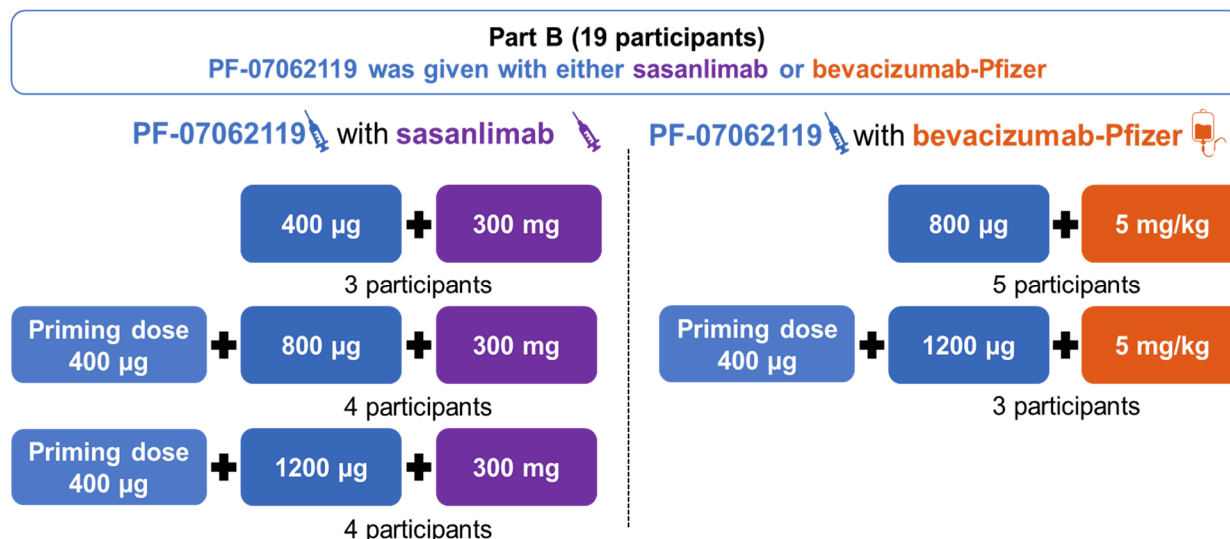 Part B (19 participants)
PF-07062119 was given with either sasanlimab or bevacizumab-Pfizer
PF-07062119 with sasanlimab
400 µg + 300 mg
3 participants
Priming dose
400 µg + 800 µg + 300 mg
4 participants
Priming dose
400 µg + 1200 µg + 300 mg
4 participants
PF-07062119 with bevacizumab-Pfizer
800 µg + 5 mg/kg
5 participants
Priming dose
400 µg + 1200 µg + 5 mg/kg
3 participants